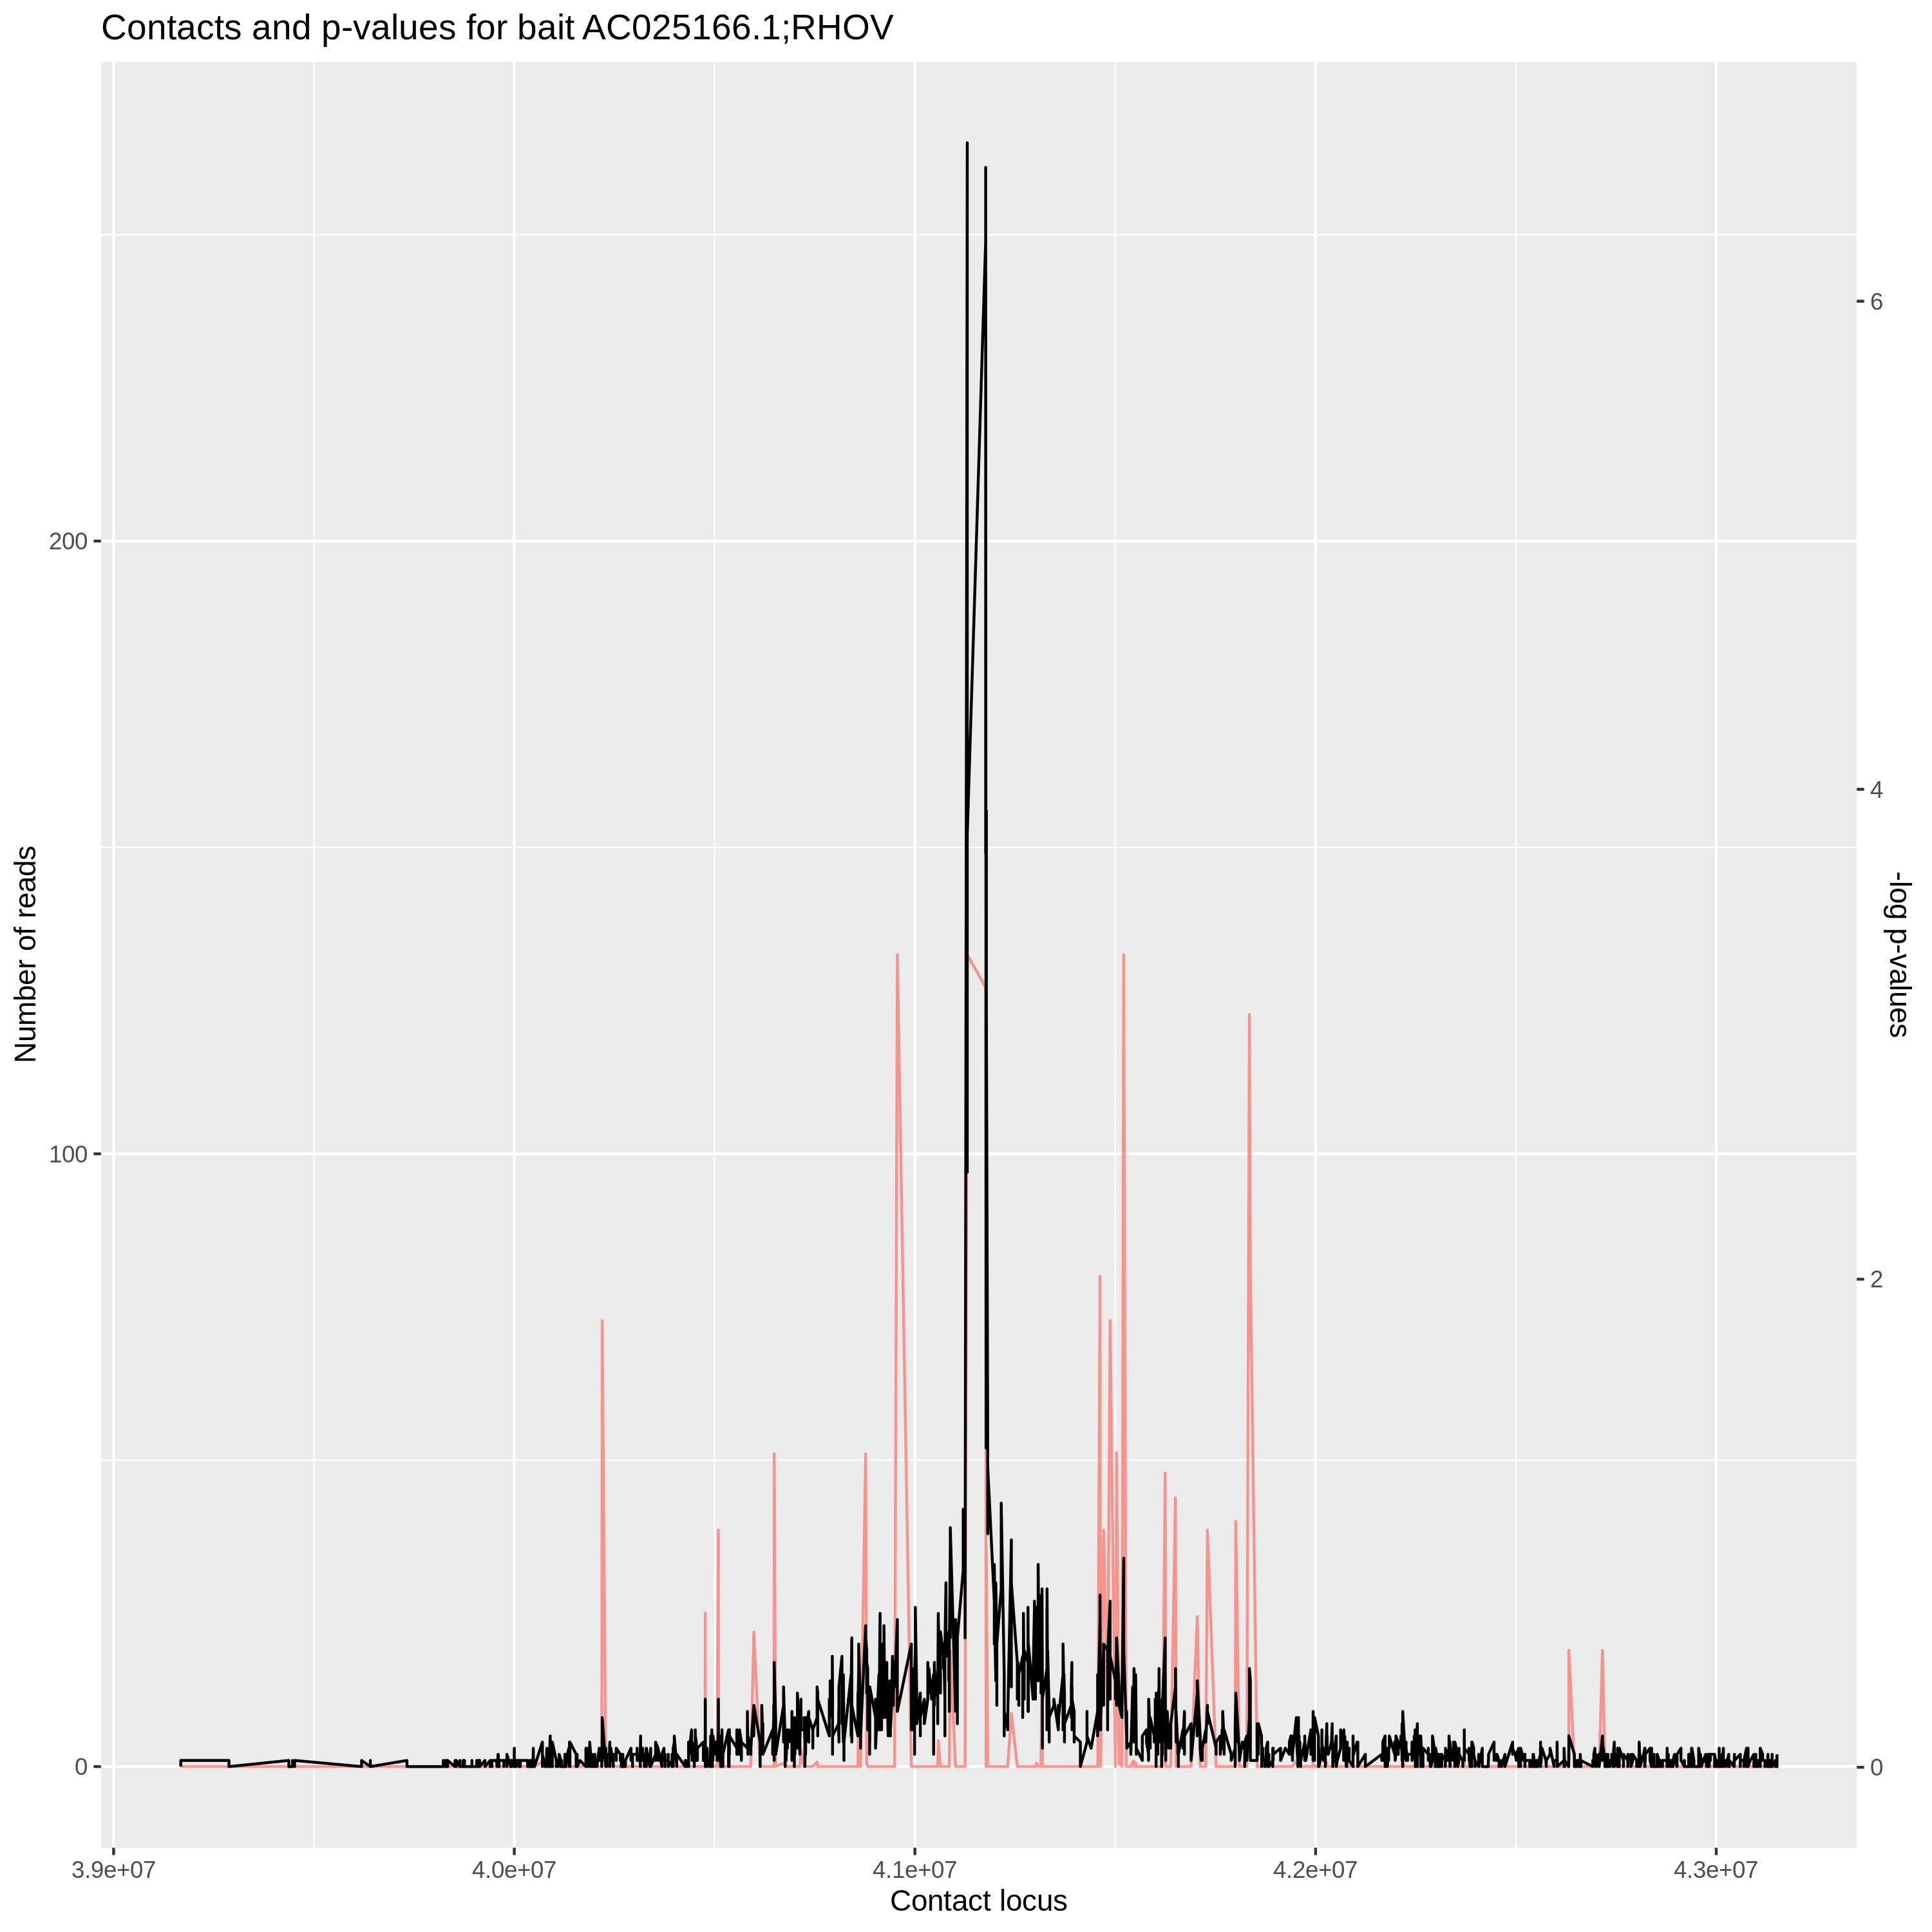 Contacts and p-values for bait AC025166.1;RHOV
Number of reads
200
100
0
6
4
2
0
-log p-values
3.9e+07 4.0e+07 4.1e+07 4.2e+07 4.3e+07
Contact locus